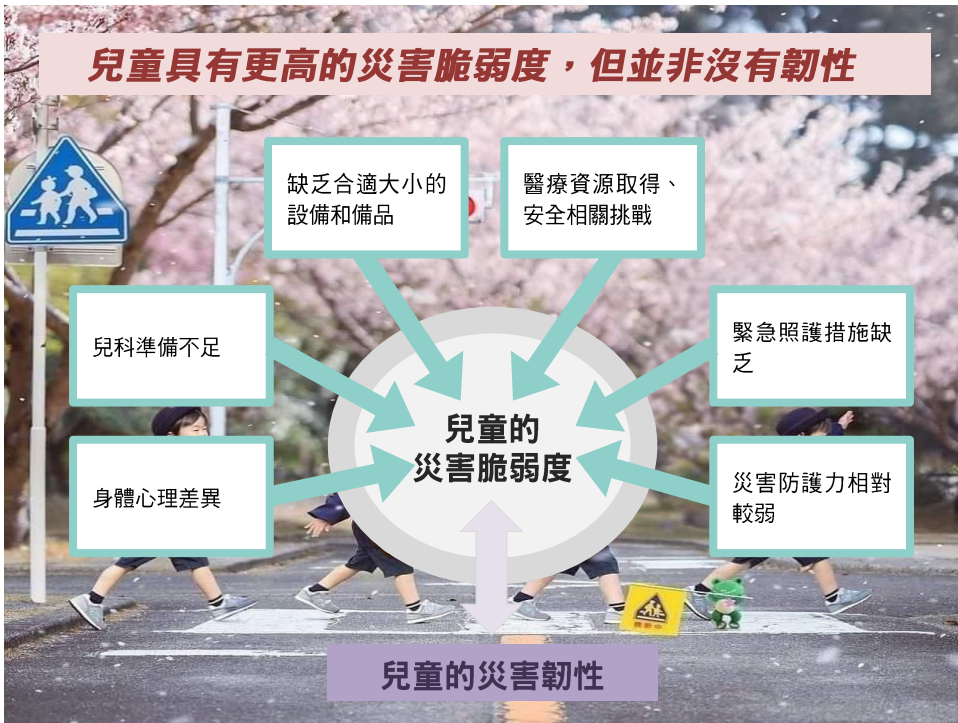 兒童具有更高的災害脆弱度，但並非沒有韌性
缺乏合適大小的
設備和備品
醫療資源取得、
安全相關挑戰
兒科準備不足
緊急照護措施缺
乏
身體心理差異
災害防護力相對
較弱
兒童的
災害脆弱度
兒童的災害韌性